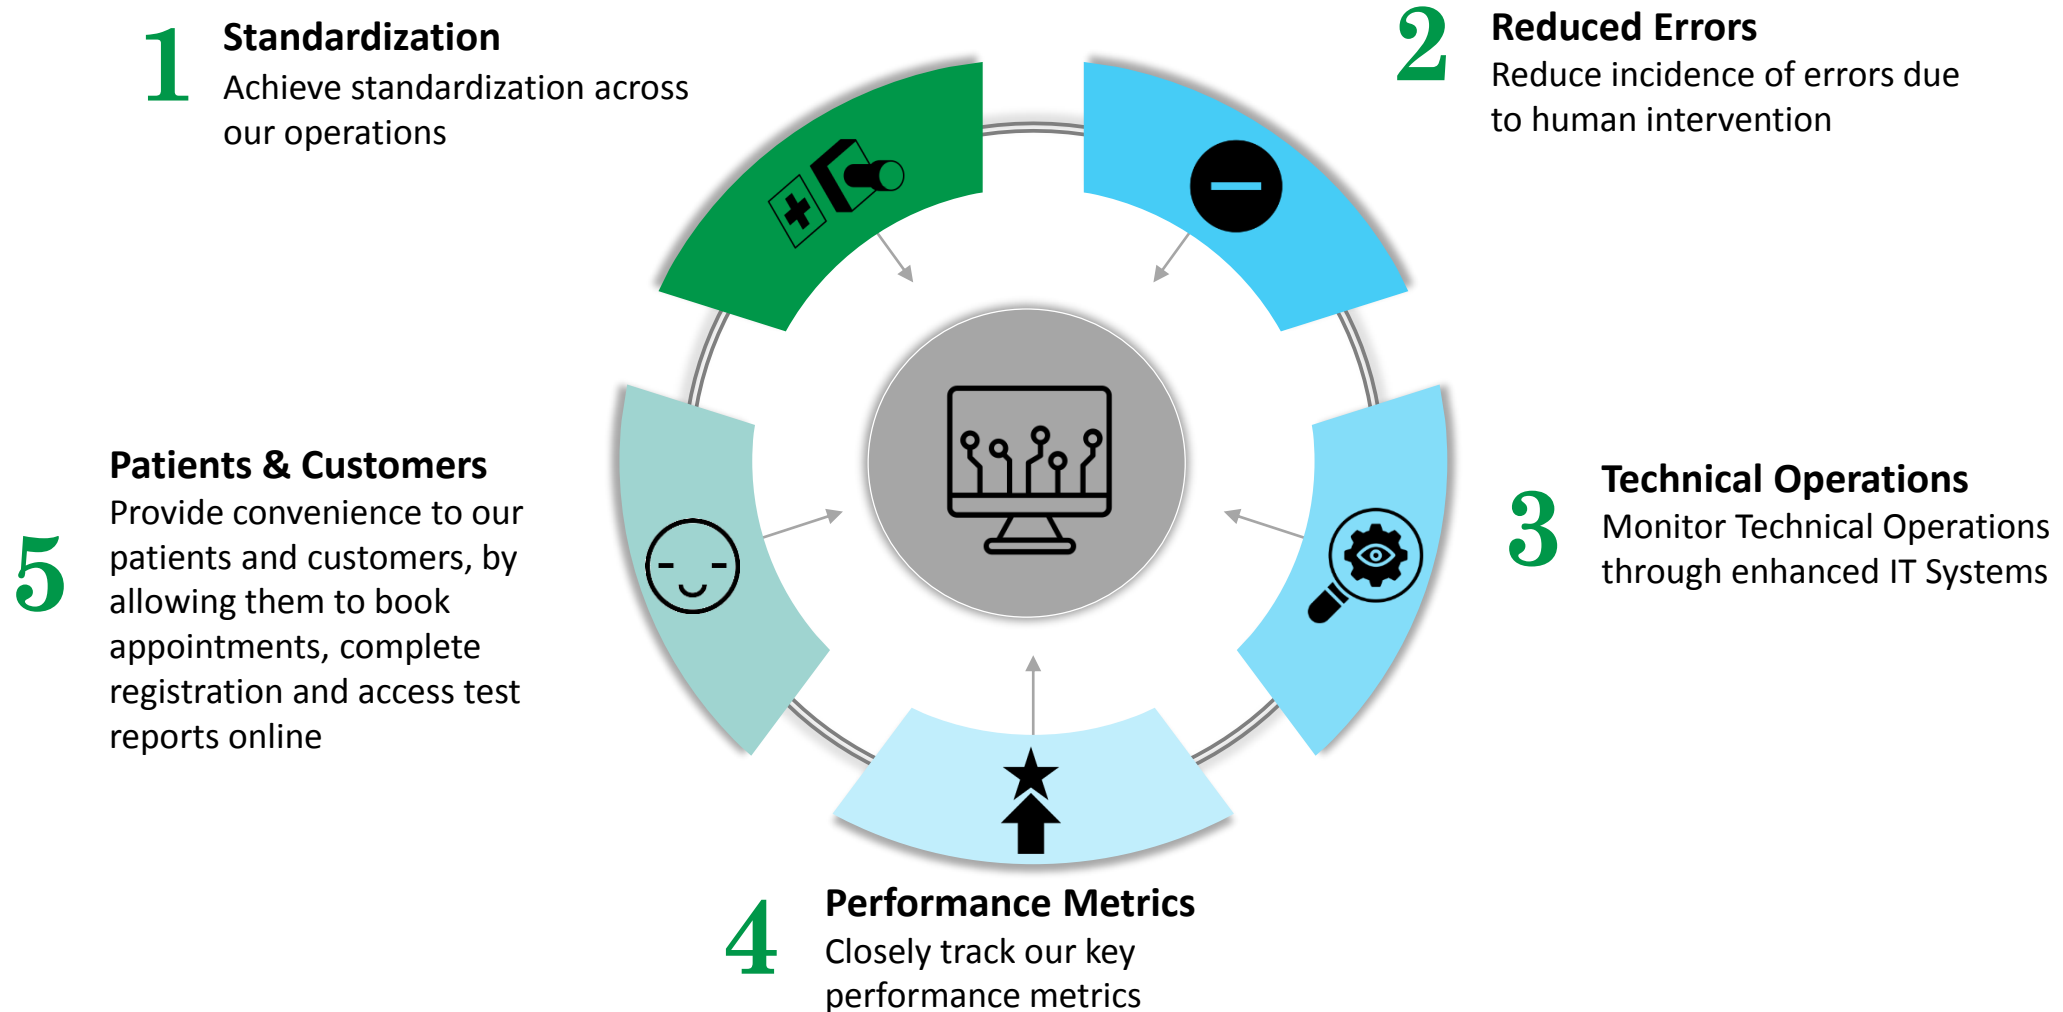 1
Standardization
Achieve standardization across
our operations
2
Reduced Errors
Reduce incidence of errors due
to human intervention
3
Technical Operations
Monitor Technical Operations
through enhanced IT Systems
4
Performance Metrics
Closely track our key
performance metrics
5
Patients & Customers
Provide convenience to our
patients and customers, by
allowing them to book
appointments, complete
registration and access test
reports online